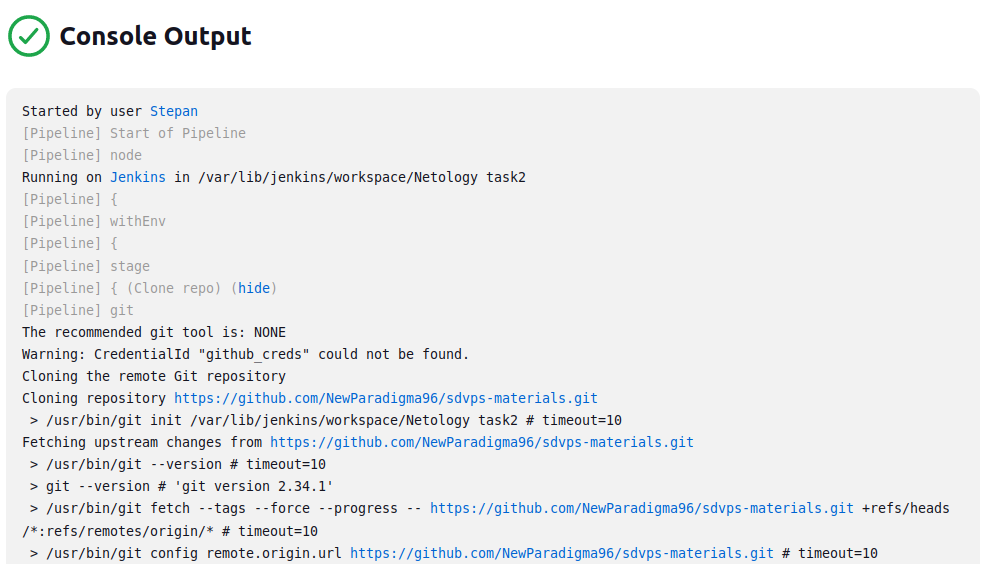 Console Output
Started by user Stepan
[Pipeline] Start of Pipeline
[Pipeline] node
Running on Jenkins in /var/lib/jenkins/workspace/Netology task2
[Pipeline] {
[Pipeline] withEnv
[Pipeline] {
[Pipeline] stage
[Pipeline] { (Clone repo) (hide)
[Pipeline] git
The recommended git tool is: NONE
Warning: CredentialId "github_creds" could not be found.
Cloning the remote Git repository
Cloning repository https://github.com/NewParadigma96/sdvps-materials.git
 > /usr/bin/git init /var/lib/jenkins/workspace/Netology task2 # timeout=10
Fetching upstream changes from https://github.com/NewParadigma96/sdvps-materials.git
 > /usr/bin/git --version # timeout=10
 > git --version # 'git version 2.34.1'
 > /usr/bin/git fetch --tags --force --progress -- https://github.com/NewParadigma96/sdvps-materials.git +refs/heads
/*:refs/remotes/origin/* # timeout=10
 > /usr/bin/git config remote.origin.url https://github.com/NewParadigma96/sdvps-materials.git # timeout=10